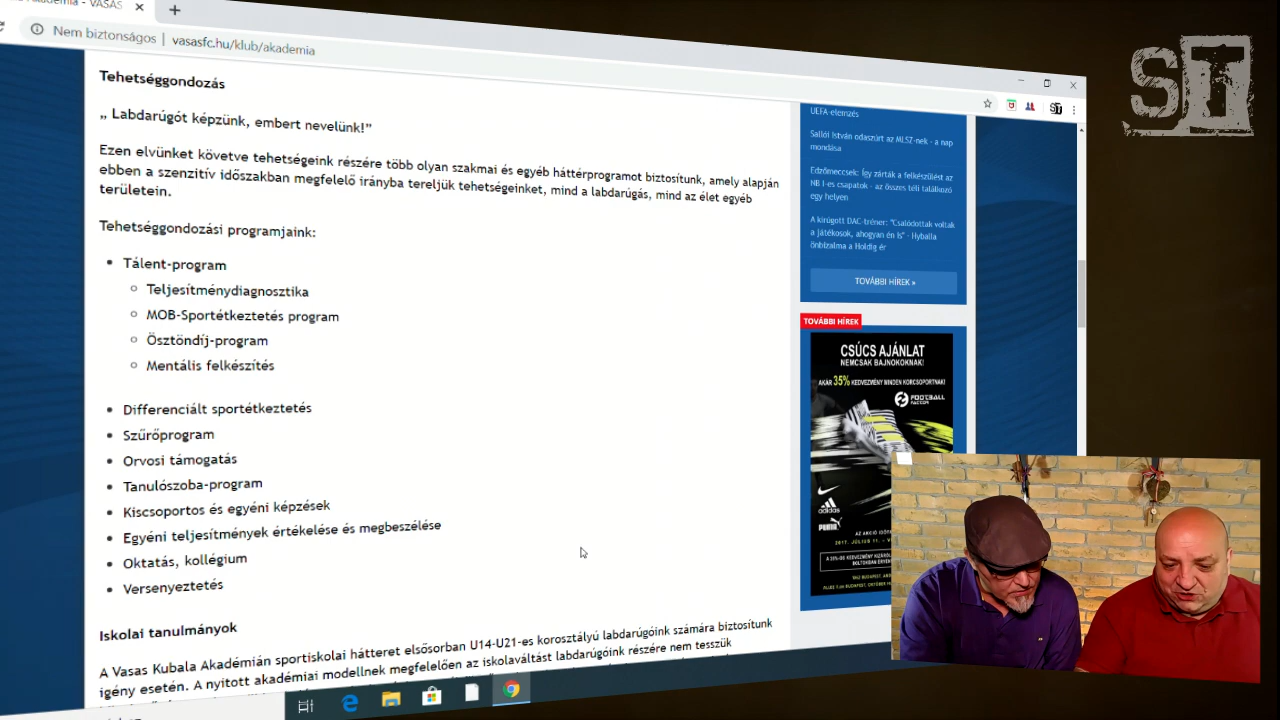 VASAS
Nem biztonságos | vasasfc.hu/klub/akademia
ST
Tehetséggondozás
„ Labdarúgót képzünk, embert nevelünk!”
Ezen elvünket követve tehetségeink részére több olyan szakmai és egyéb háttérprogramot biztosítunk, amely alapján
ebben a szenzitív időszakban megfelelő irányba tereljük tehetségeinket, mind a labdarúgás, mind az élet egyéb
területein.
Tehetséggondozási programjaink:
Tálent-program
Teljesítménydiagnosztika
MOB-Sportétkeztetés program
Ösztöndíj-program
Mentális felkészítés
Differenciált sportétkeztetés
Szűrőprogram
Orvosi támogatás
Tanulószoba-program
Kiscsoportos és egyéni képzések
Egyéni teljesítmények értékelése és megbeszélése
Oktatás, kollégium
Versenyeztetés
Iskolai tanulmányok
A Vasas Kubala Akadémián sportiskolai hátteret elsősorban U14-U21-es korosztályú labdarúgóink számára biztosítunk
igény esetén. A nyitott akadémiai modellnek megfelelően az iskolaváltást labdarúgóink részére nem tesszük
UEFA-elemzés
Sallói István odaszúrt az MLSZ-nek - a nap
mondása
Edzőmeccsek: Így zárták a felkészülést az
NB I-es csapatok - az összes téli találkozó
egy helyen
A kirúgott DAC-tréner: "Csalódottak voltak
a játékosok, ahogyan én is" - Hyballa
önbizalma a Holdig ér
TOVÁBBI HÍREK »
TOVÁBBI HÍREK
CSÚCS AJÁNLAT
NEMCSAK BAJNOKOKNAK!
AKÁR 35% KEDVEZMÉNY MINDEN KORCSOPORTNAK!
FOOTBALL
FACTOR
adidas
PUMA
2017. JÚLIUS 11. - V